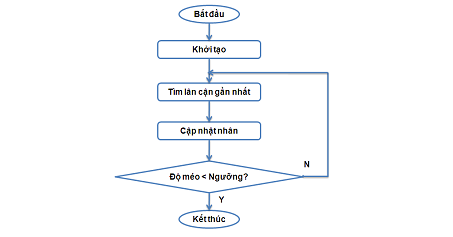 Bắt đầu
Khởi tạo
Tìm lân cận gần nhất
Cập nhật nhãn
Độ méo < Ngưỡng?
N
Y
Kết thúc